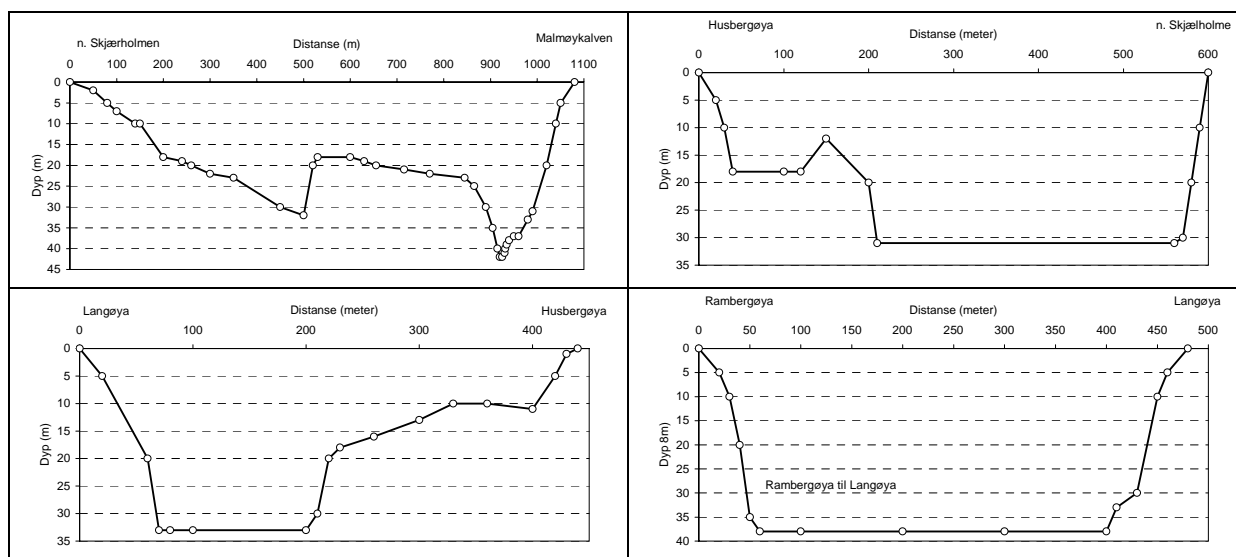 n. Skjærholmen Distanse (m) Malmøykalven
0 100 200 300 400 500 600 700 800 900 1000 1100
0
5
10
15
20
25
30
35
40
45
Dyp (m)
Husbergøya Distanse (meter) n. Skjælholme
0 100 200 300 400 500 600
0
5
10
15
20
25
30
35
Dyp (m)
Langøya Distanse (meter) Husbergøya
0 100 200 300 400
0
5
10
15
20
25
30
35
Dyp (m)
Rambergøya Distanse (meter) Langøya
0 50 100 150 200 250 300 350 400 450 500
0
5
10
15
20
25
30
35
40
Dyp 8m)
Rambergøya til Langøya